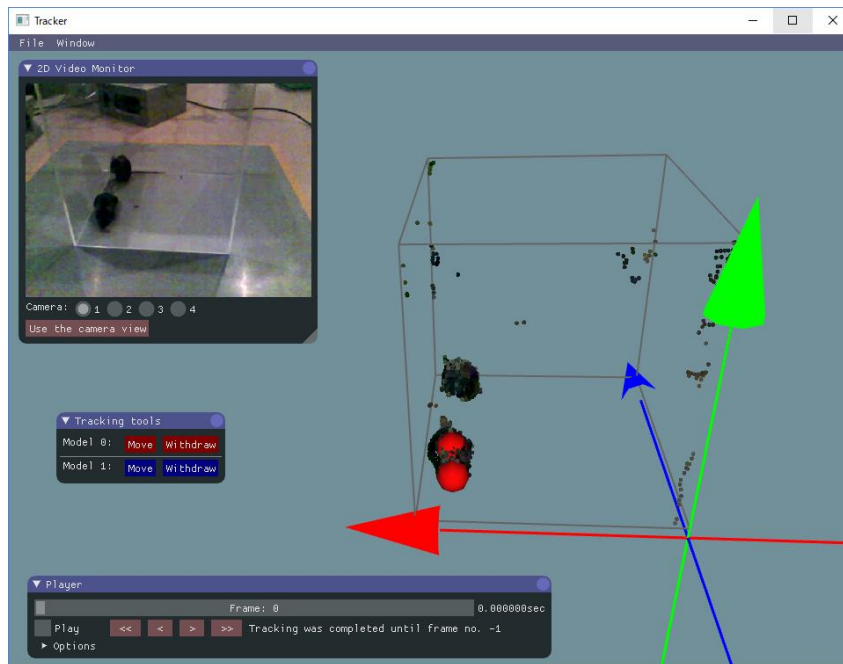 Tracker
File Window
2D Video Monitor
Camera: 1 2 3 4
Use the camera view
Tracking tools
Model 0: Move Withdraw
Model 1: Move Withdraw
Player
Frame: 0 0.000000sec
Play << < > >> Tracking was completed until frame no. -1
Options